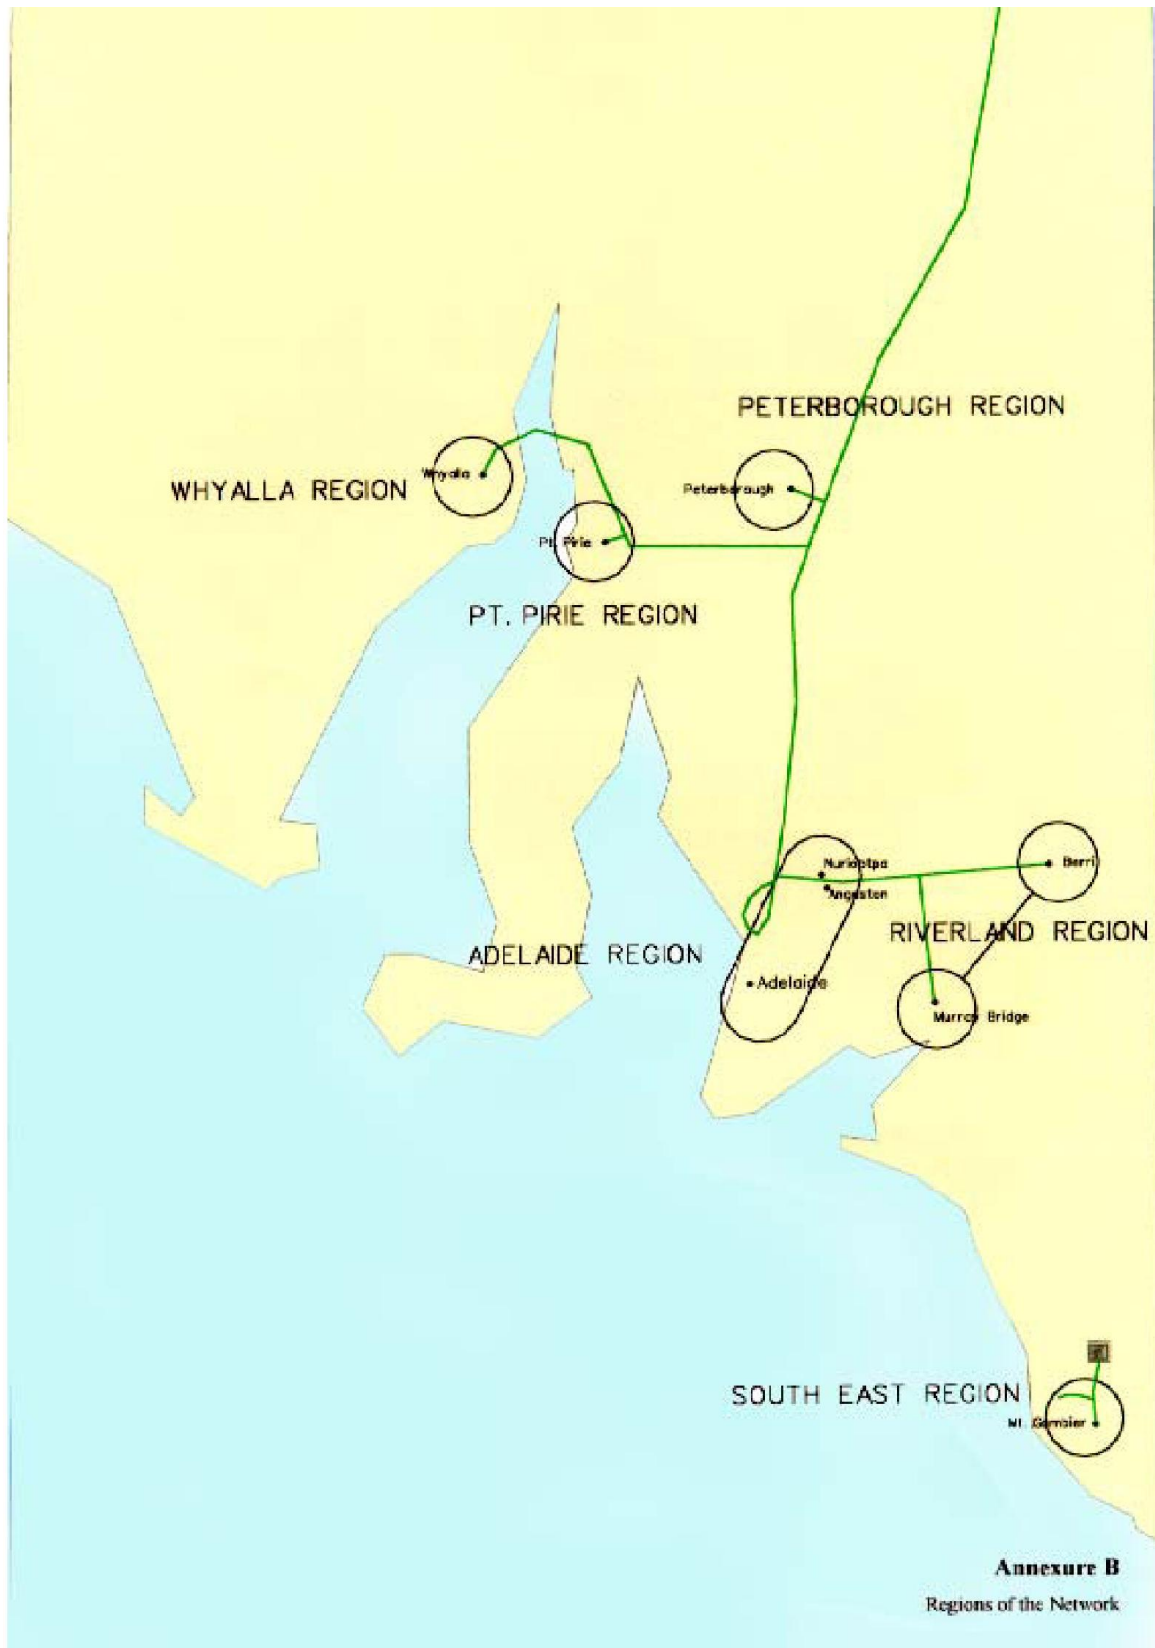 PETERBOROUGH REGION
Whyalla
WHYALLA REGION
Peterborough
Pt. Pirie
PT. PIRIE REGION
Nuriootpa
Berri
Angaston
RIVERLAND REGION
ADELAIDE REGION
Adelaide
Murray Bridge
SOUTH EAST REGION
Mt. Gambier
Annexure B
Regions of the Network